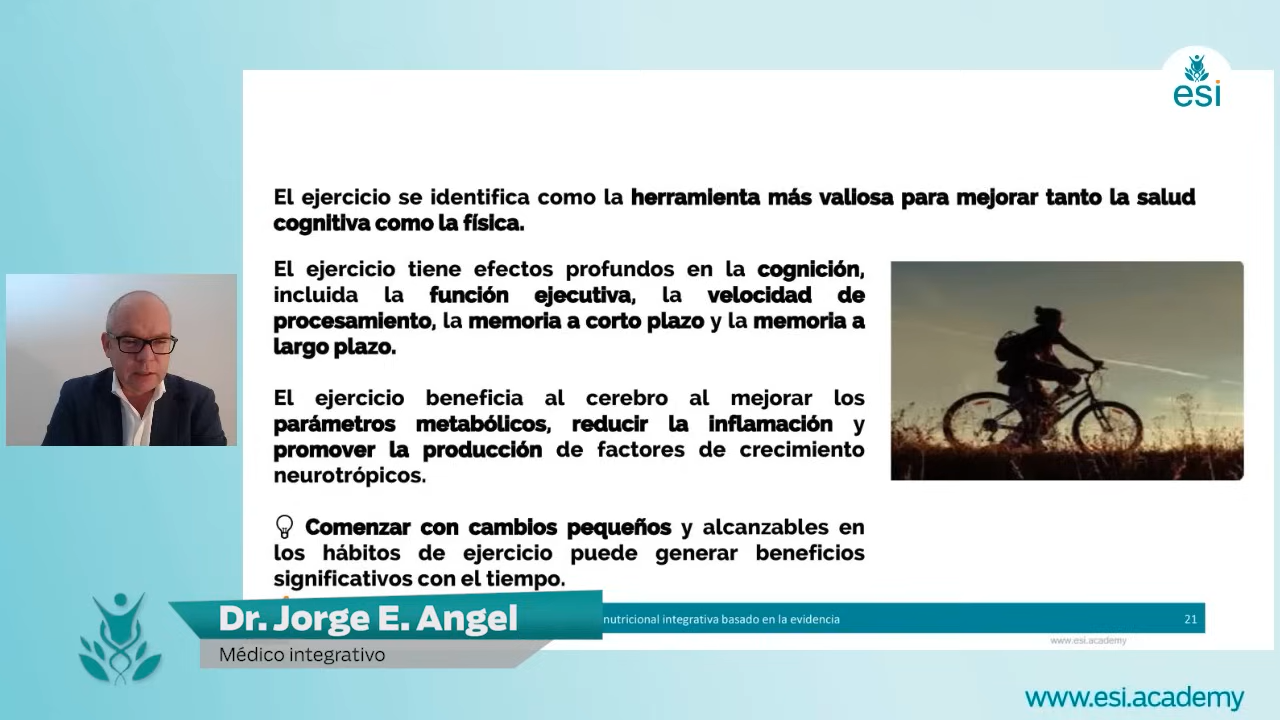 esi
El ejercicio se identifica como la herramienta más valiosa para mejorar tanto la salud
cognitiva como la física.
El ejercicio tiene efectos profundos en la cognición,
incluida la función ejecutiva, la velocidad de
procesamiento, la memoria a corto plazo y la memoria a
largo plazo.
El ejercicio beneficia al cerebro al mejorar los
parámetros metabólicos, reducir la inflamación y
promover la producción de factores de crecimiento
neurotrópicos.
Comenzar con cambios pequeños y alcanzables en
los hábitos de ejercicio puede generar beneficios
significativos con el tiempo.
Dr. Jorge E. Angel
Médico integrativo
nutricional integrativa basado en la evidencia
21
www.esi.academy
www.esi.academy